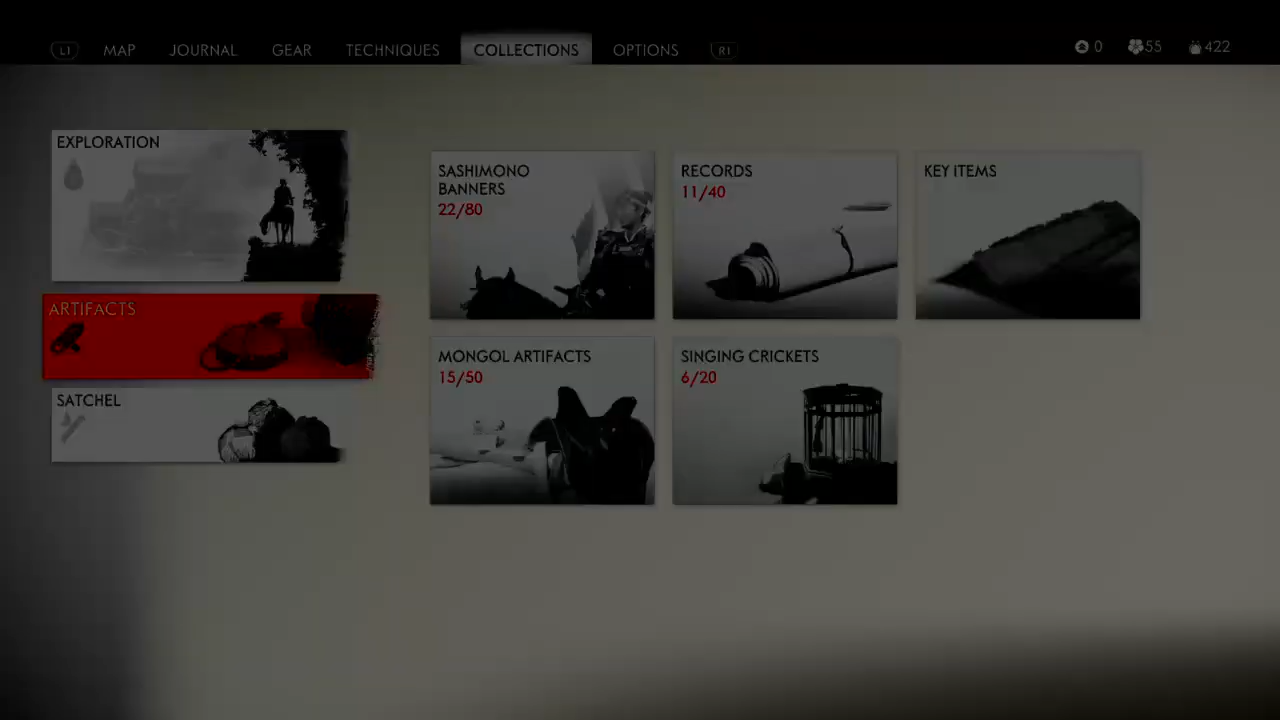 L1 MAP JOURNAL GEAR TECHNIQUES COLLECTIONS OPTIONS R1 0 55 422
EXPLORATION
ARTIFACTS
SATCHEL
SASHIMONO
BANNERS
22/80
RECORDS
11/40
KEY ITEMS
MONGOL ARTIFACTS
15/50
SINGING CRICKETS
6/20